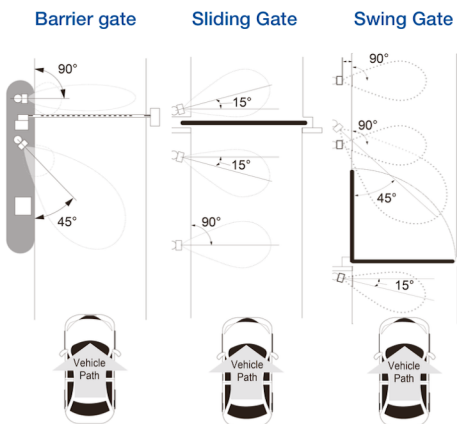 Barrier gate
90°
45°
Vehicle
Path
Sliding Gate
15°
15°
90°
Vehicle
Path
Swing Gate
90°
90°
45°
15°
Vehicle
Path